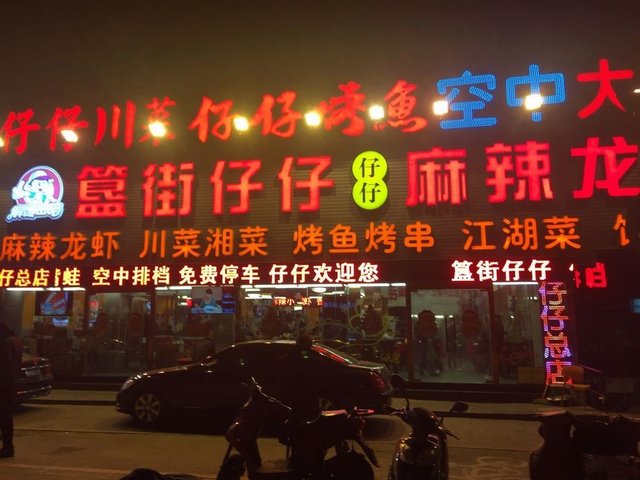 仔仔川菜 仔仔烤魚 空中大
簋街仔仔 仔仔 麻辣龙
麻辣龙虾 川菜湘菜 烤鱼烤串 江湖菜
仔总店 蛙 空中排档 免费停车 仔仔欢迎您 簋街仔仔
仔仔总店